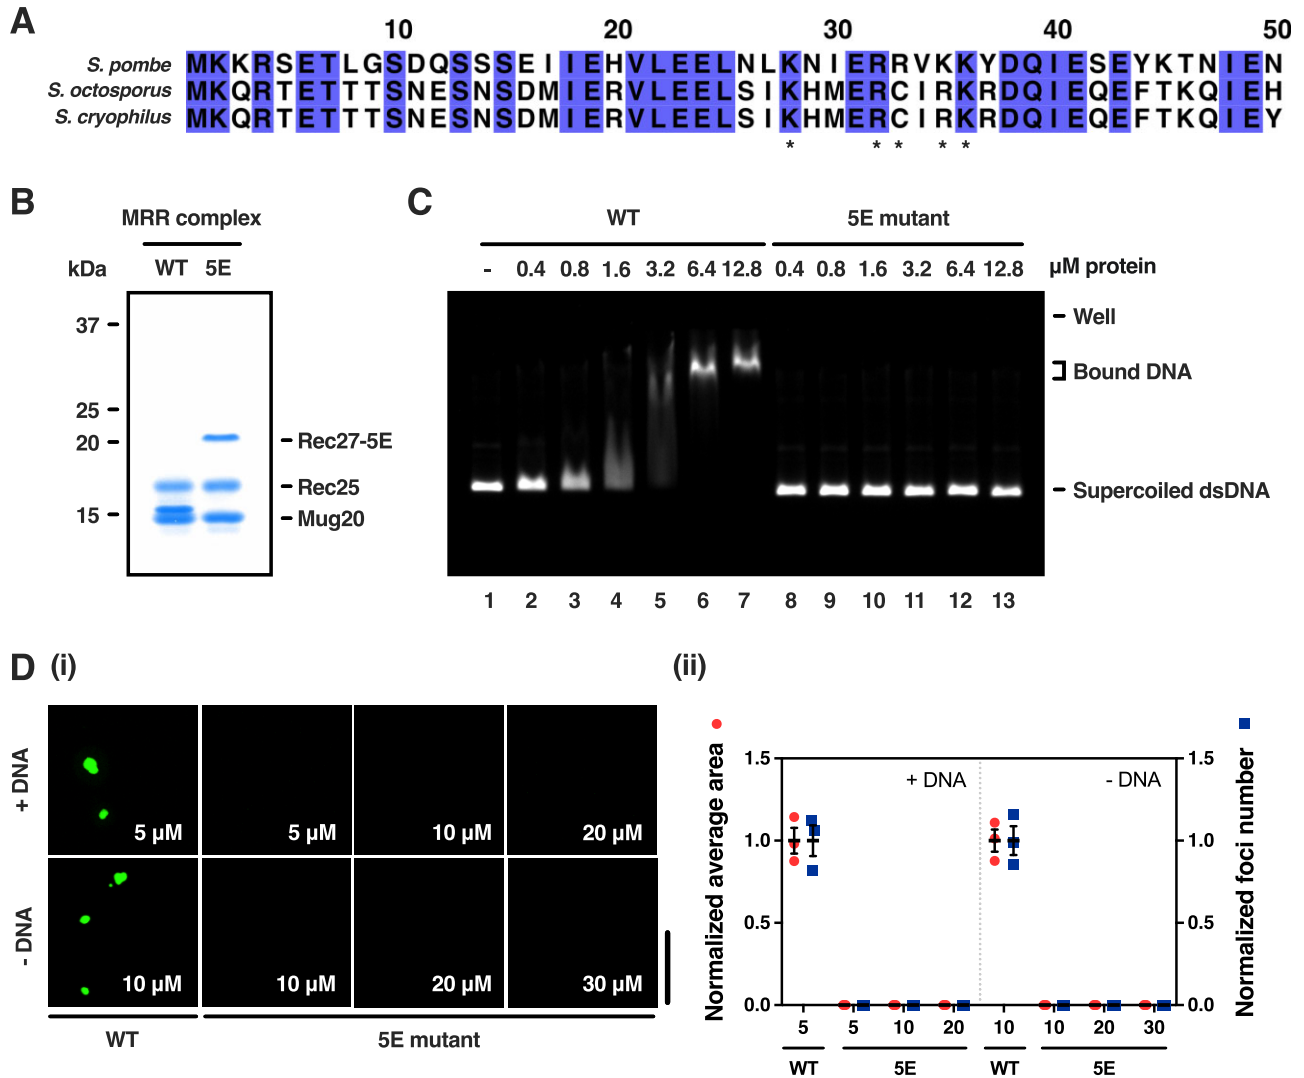 A
10 20 30 40 50
S. pombe MKKRSETLGSDQSSSEIIEHVLEELNLKNIERRVKKYDQIESEYKTNIEN
S. octosporus MKQRTETTTSNESNSDMIERVLEELSIKHMERCIRKRDQIEQEFTKQIEH
S. cryophilus MKQRTETTTSNESNSDMIERVLEELSIKHMERCIRKRDQIEQEFTKQIEY
* * * * *
B
MRR complex
kDa WT 5E
37
25
20
15
Rec27-5E
Rec25
Mug20
C
WT 5E mutant
- 0.4 0.8 1.6 3.2 6.4 12.8 0.4 0.8 1.6 3.2 6.4 12.8 µM protein
Well
Bound DNA
Supercoiled dsDNA
1 2 3 4 5 6 7 8 9 10 11 12 13
D (i)
+ DNA
5 µM 5 µM 10 µM 20 µM
- DNA
10 µM 10 µM 20 µM 30 µM
WT 5E mutant
(ii)
Normalized average area
Normalized foci number
+ DNA - DNA
1.5 1.5
1.0 1.0
0.5 0.5
0.0 0.0
5 5 10 20 10 10 20 30
WT 5E WT 5E